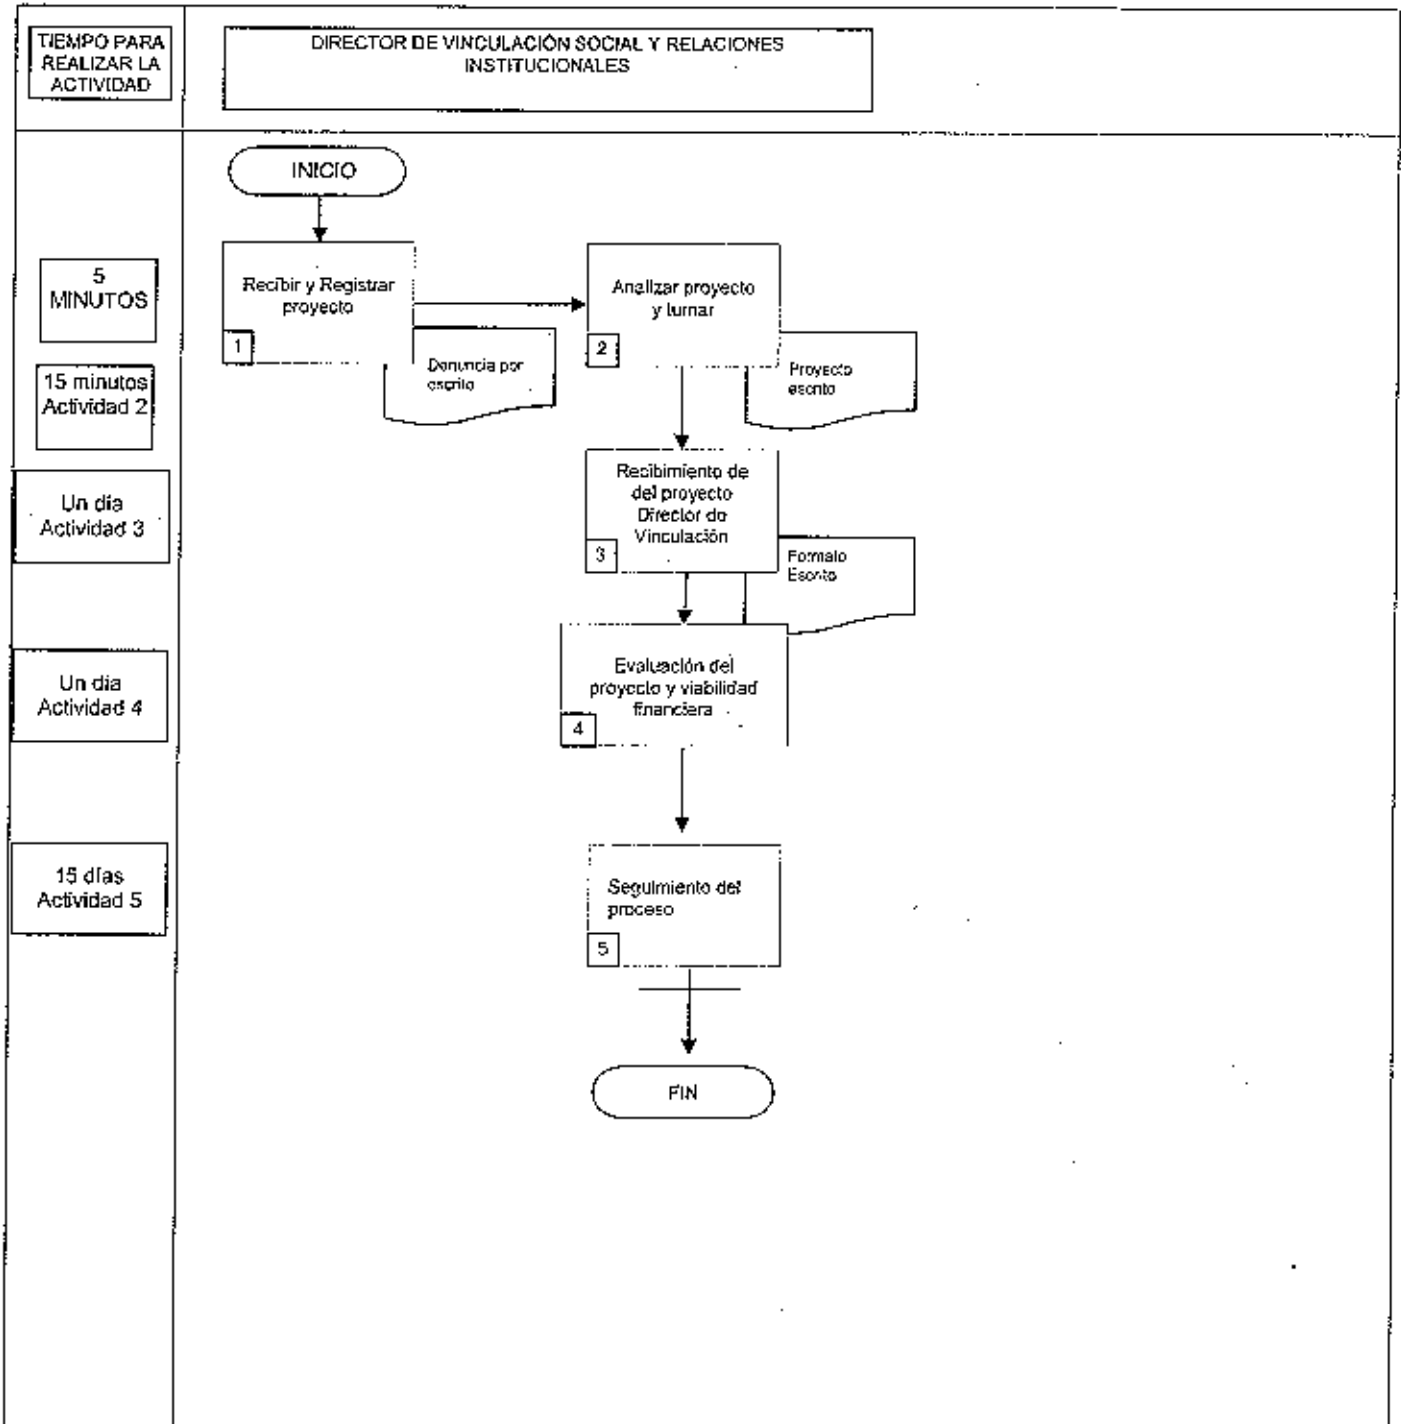 TIEMPO PARA
REALIZAR LA
ACTIVIDAD
DIRECTOR DE VINCULACIÓN SOCIAL Y RELACIONES
INSTITUCIONALES
INICIO
5
MINUTOS
Recibir y Registrar
proyecto
1
Denuncia por
escrito
Analizar proyecto
y turnar
2
Proyecto
escrito
15 minutos
Actividad 2
Un día
Actividad 3
Recibimiento de
del proyecto
Director de
Vinculación
3
Formato
Escrito
Un día
Actividad 4
Evaluación del
proyecto y viabilidad
financiera
4
15 días
Actividad 5
Seguimiento del
proceso
5
FIN